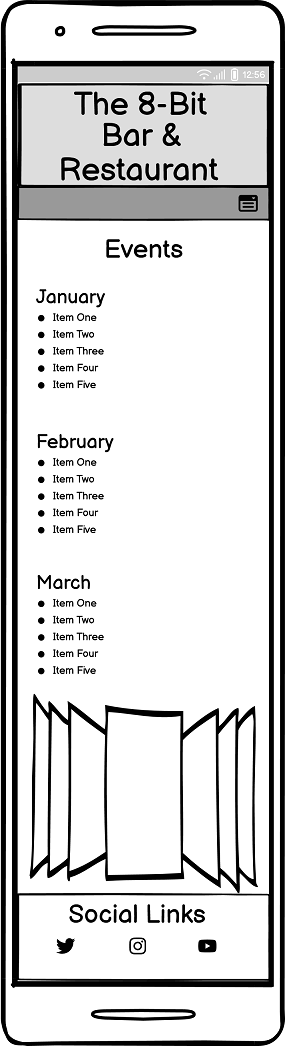 12:56
The 8-Bit
Bar &
Restaurant
Events
January
Item One
Item Two
Item Three
Item Four
Item Five
February
Item One
Item Two
Item Three
Item Four
Item Five
March
Item One
Item Two
Item Three
Item Four
Item Five
Social Links